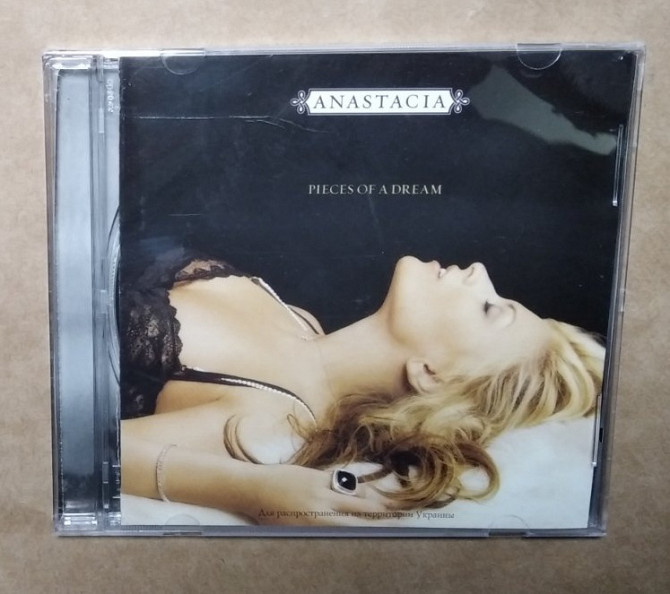 ANASTACIA
PIECES OF A DREAM
Для распространения на территории Украины